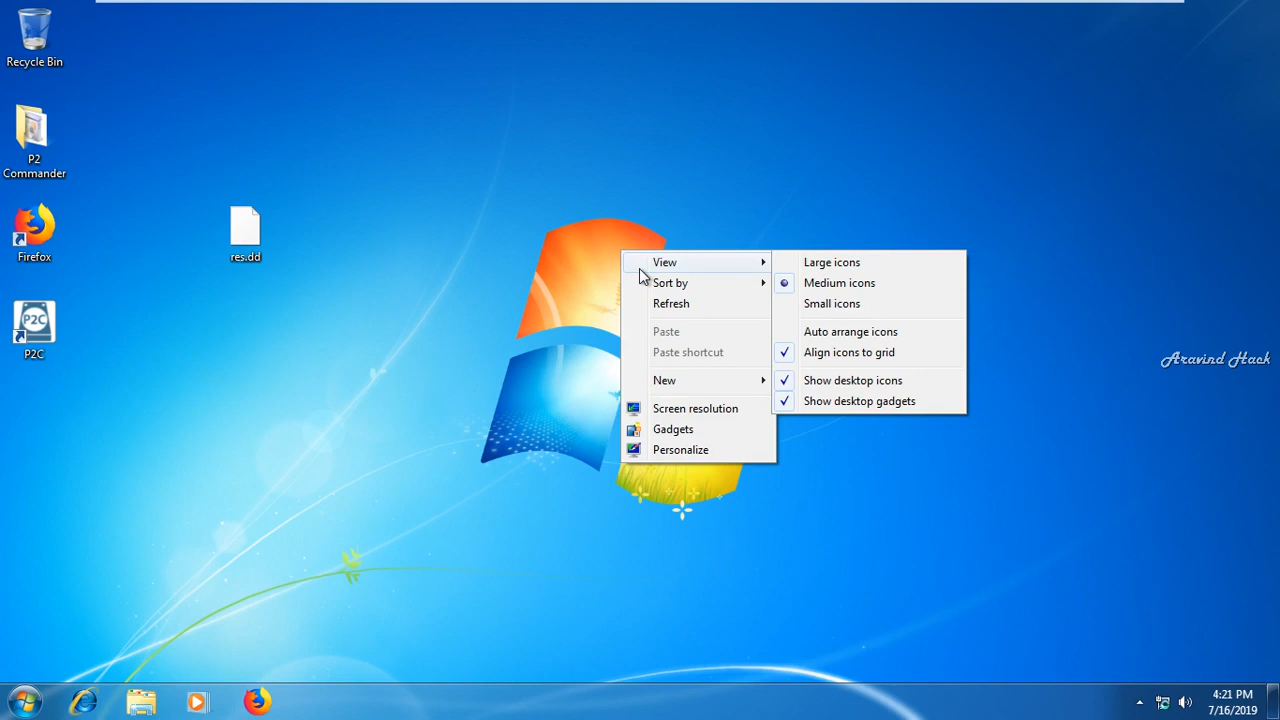 Recycle Bin
P2
Commander
Firefox
P2C
P2C
res.dd
View
Sort by
Refresh
Paste
Paste shortcut
New
Screen resolution
Gadgets
Personalize
Large icons
Medium icons
Small icons
Auto arrange icons
Align icons to grid
Show desktop icons
Show desktop gadgets
Aravind Hack
4:21 PM
7/16/2019